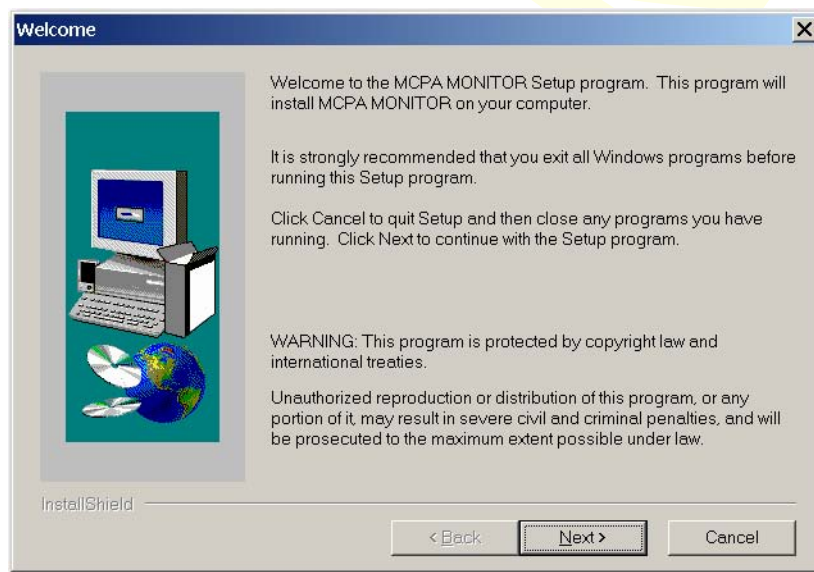 Welcome
Welcome to the MCPA MONITOR Setup program. This program will
install MCPA MONITOR on your computer.
It is strongly recommended that you exit all Windows programs before
running this Setup program.
Click Cancel to quit Setup and then close any programs you have
running. Click Next to continue with the Setup program.
WARNING: This program is protected by copyright law and
international treaties.
Unauthorized reproduction or distribution of this program, or any
portion of it, may result in severe civil and criminal penalties, and will
be prosecuted to the maximum extent possible under law.
InstallShield
< Back Next > Cancel